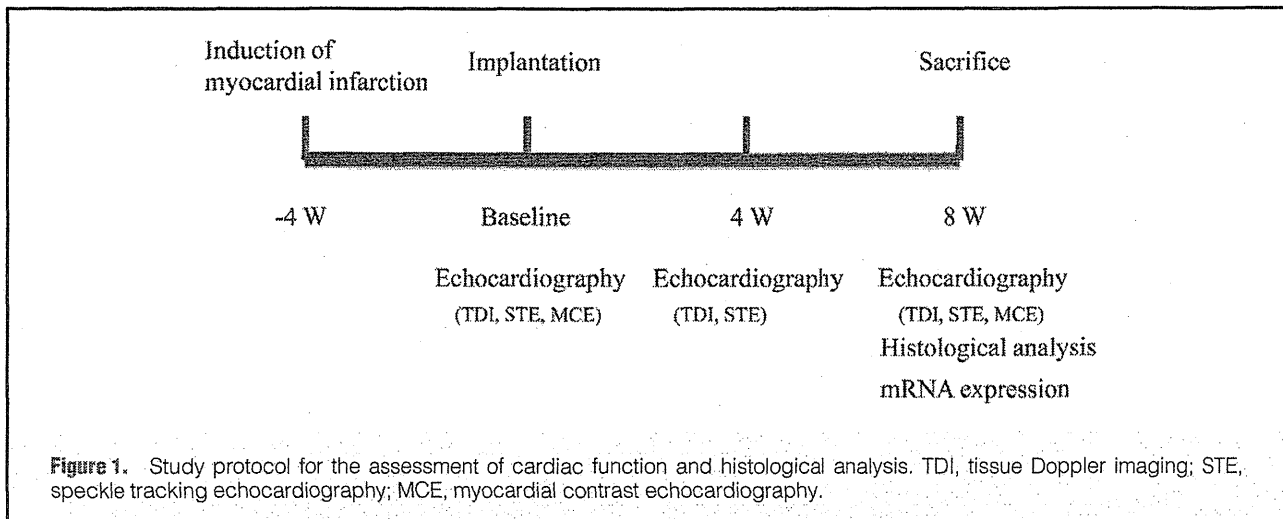 Induction of
myocardial infarction
Implantation
Sacrifice
-4 W
Baseline
4 W
8 W
Echocardiography
(TDI, STE, MCE)
Echocardiography
(TDI, STE)
Echocardiography
(TDI, STE, MCE)
Histological analysis
mRNA expression
Figure 1. Study protocol for the assessment of cardiac function and histological analysis. TDI, tissue Doppler imaging; STE,
speckle tracking echocardiography; MCE, myocardial contrast echocardiography.